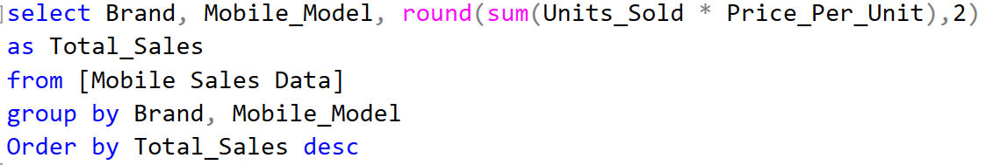 select Brand, Mobile_Model, round(sum(Units_Sold * Price_Per_Unit),2)
as Total_Sales
from [Mobile Sales Data]
group by Brand, Mobile_Model
Order by Total_Sales desc